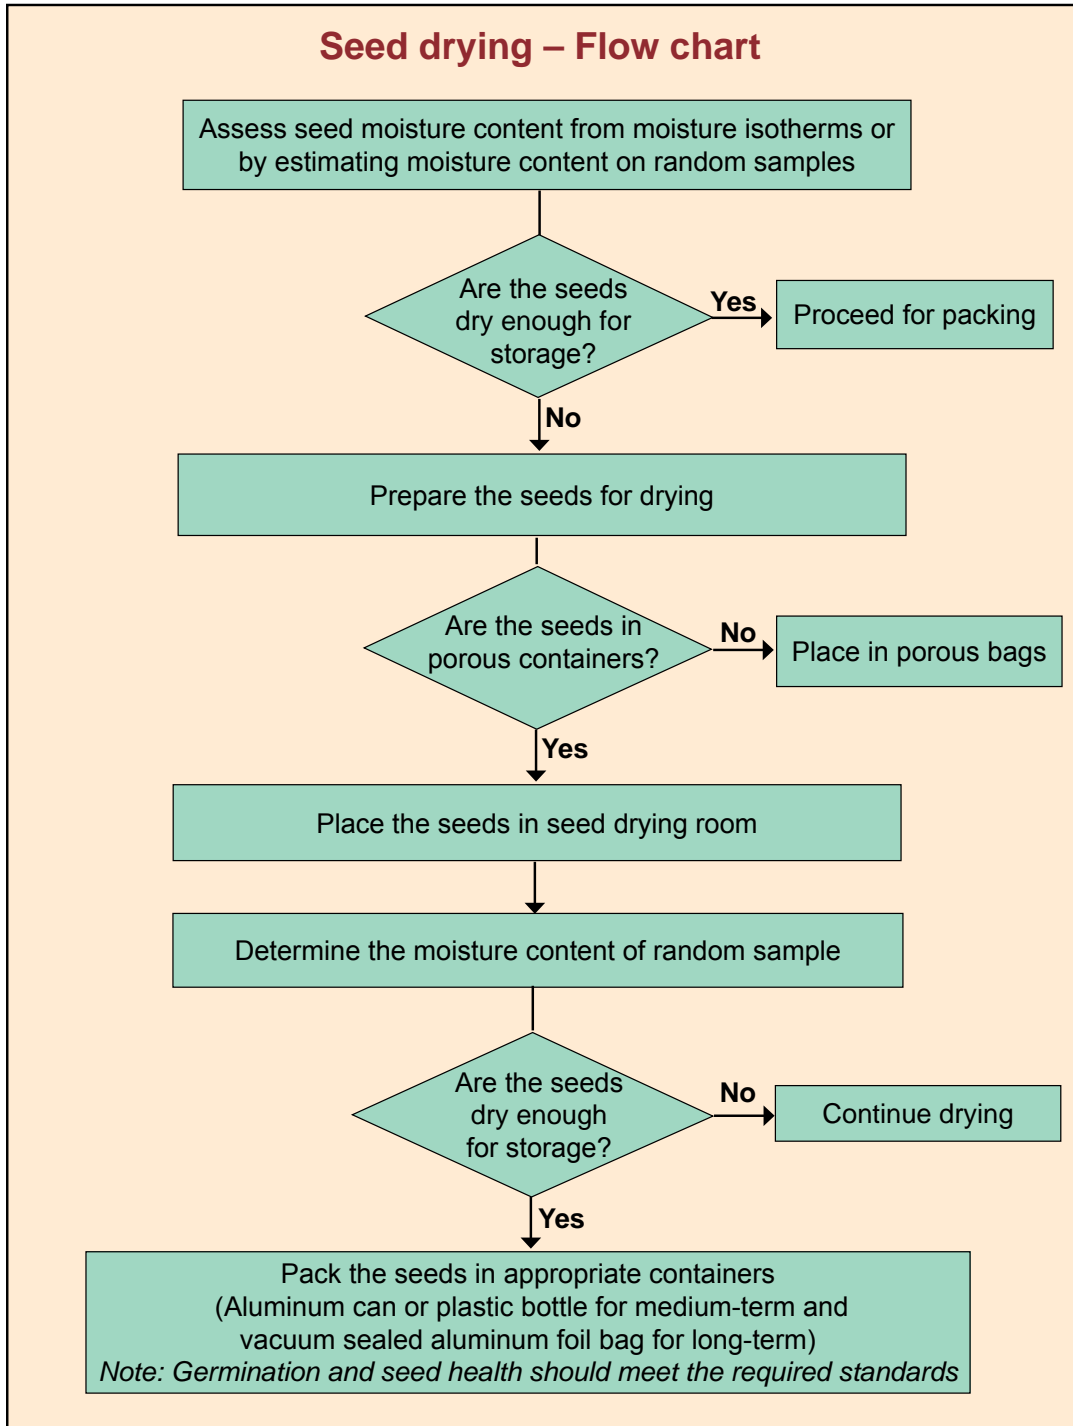 Seed drying – Flow chart
Assess seed moisture content from moisture isotherms or
by estimating moisture content on random samples
Are the seeds
dry enough for
storage?
Yes
Proceed for packing
No
Prepare the seeds for drying
Are the seeds in
porous containers?
No
Place in porous bags
Yes
Place the seeds in seed drying room
Determine the moisture content of random sample
Are the seeds
dry enough
for storage?
No
Continue drying
Yes
Pack the seeds in appropriate containers
(Aluminum can or plastic bottle for medium-term and
vacuum sealed aluminum foil bag for long-term)
Note: Germination and seed health should meet the required standards